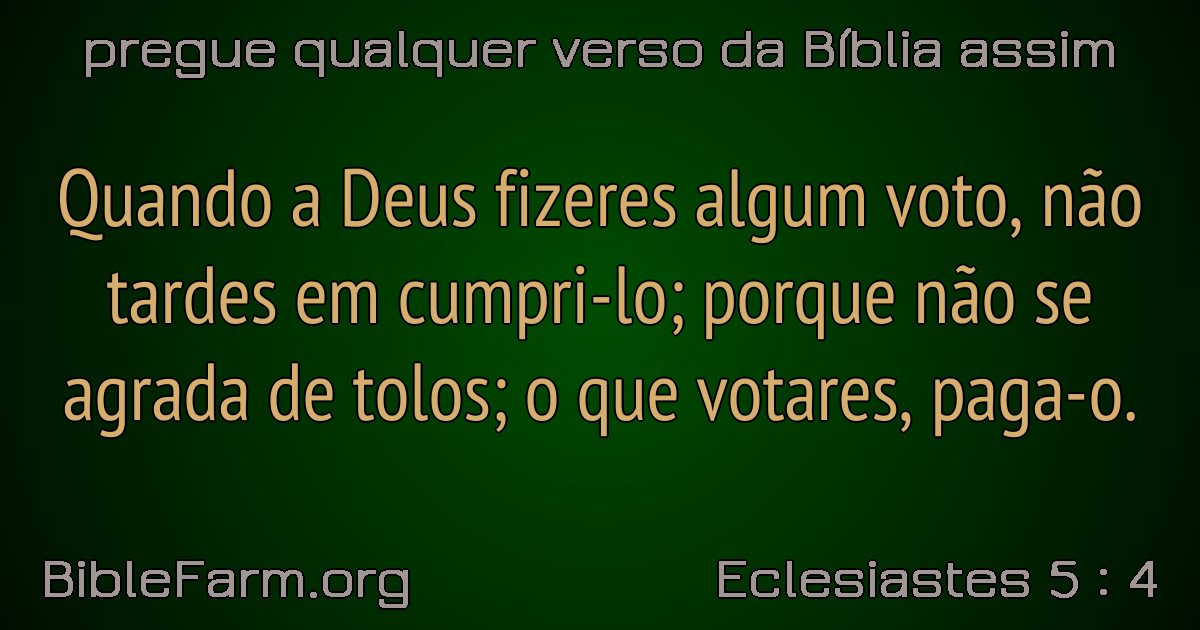 pregue qualquer verso da Bíblia assim
Quando a Deus fizeres algum voto, não
tardes em cumpri-lo; porque não se
agrada de tolos; o que votares, paga-o.
BibleFarm.org
Eclesiastes 5 : 4